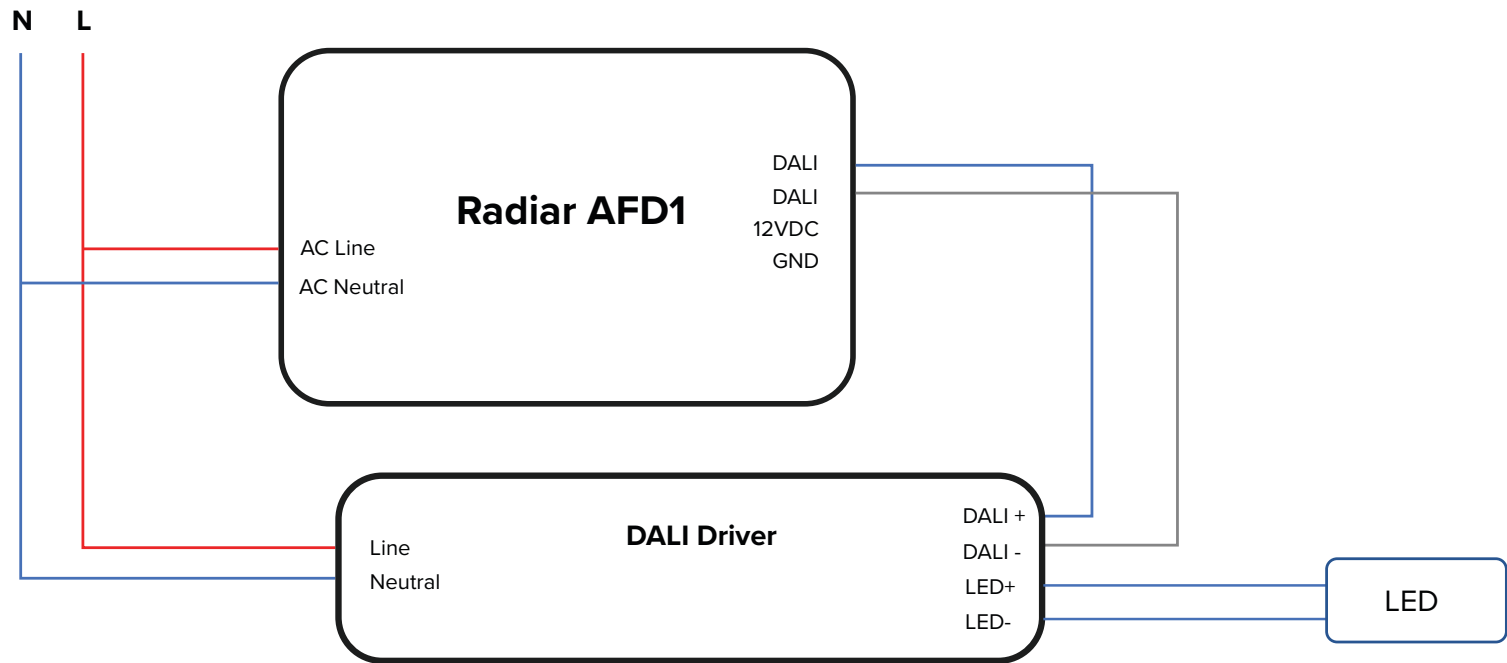 N L
Radiar AFD1
AC Line
AC Neutral
DALI
DALI
12VDC
GND
DALI Driver
Line
Neutral
DALI +
DALI -
LED+
LED-
LED